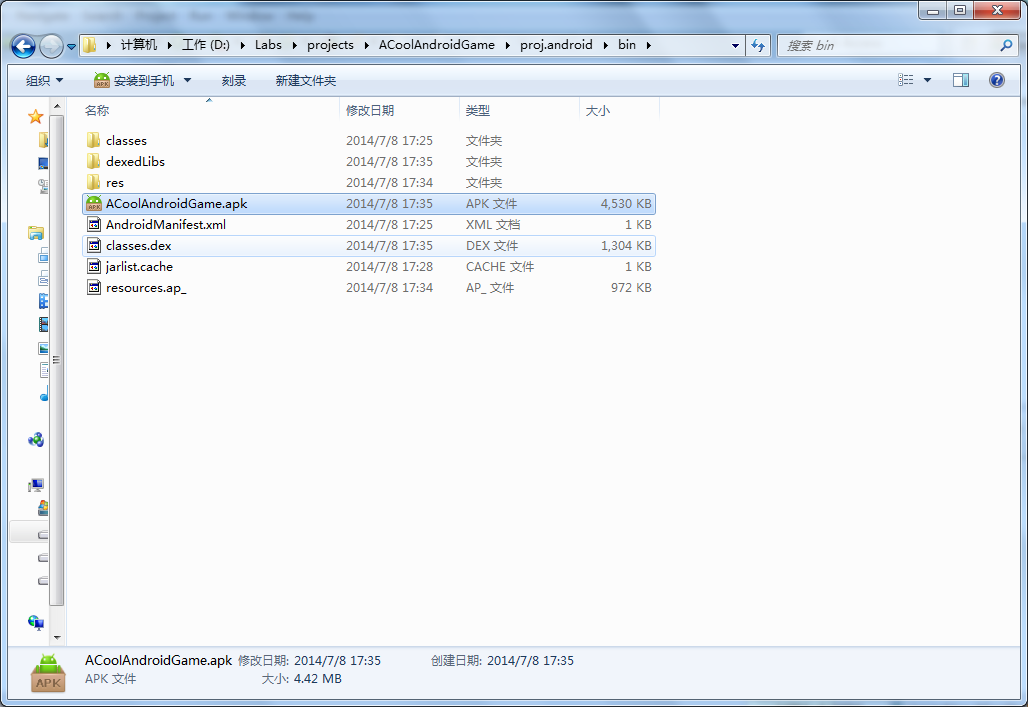 计算机 工作 (D:) Labs projects ACoolAndroidGame proj.android bin 搜索 bin
组织 安装到手机 刻录 新建文件夹
名称 修改日期 类型 大小
classes 2014/7/8 17:25 文件夹
dexedLibs 2014/7/8 17:35 文件夹
res 2014/7/8 17:34 文件夹
ACoolAndroidGame.apk 2014/7/8 17:35 APK 文件 4,530 KB
AndroidManifest.xml 2014/7/8 17:25 XML 文档 1 KB
classes.dex 2014/7/8 17:35 DEX 文件 1,304 KB
jarlist.cache 2014/7/8 17:28 CACHE 文件 1 KB
resources.ap_ 2014/7/8 17:34 AP_ 文件 972 KB
ACoolAndroidGame.apk 修改日期: 2014/7/8 17:35 创建日期: 2014/7/8 17:35
APK 文件 大小: 4.42 MB
APK